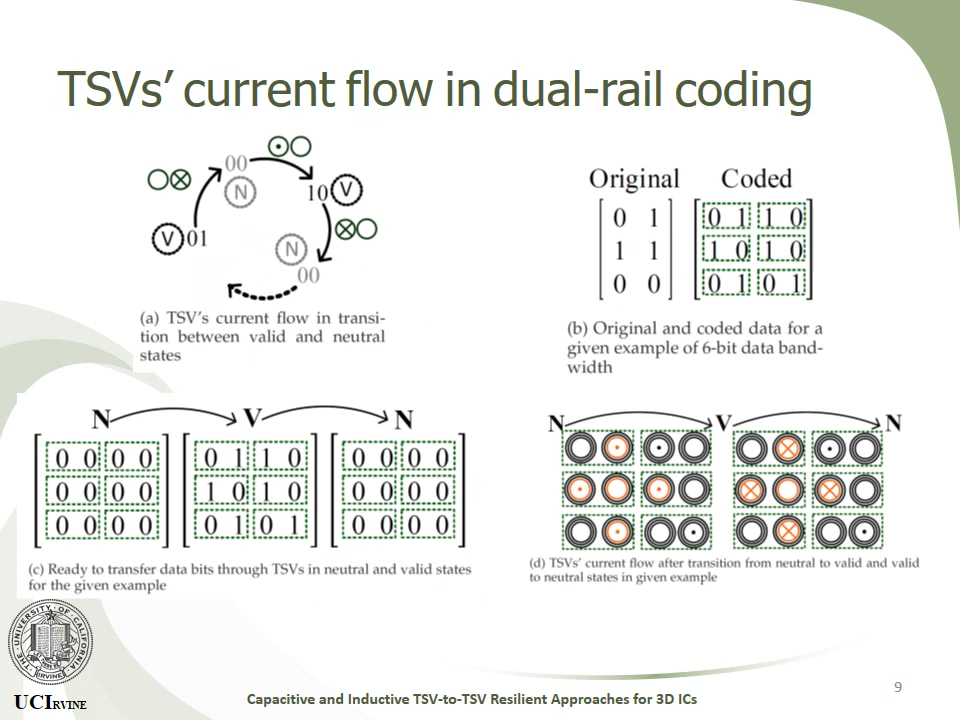 TSVs’ current flow in dual-rail coding
00
N
10 V
V 01
N
00
(a) TSV's current flow in transi-
tion between valid and neutral
states
Original Coded
0 1 0 1 1 0
1 1 1 0 1 0
0 0 0 1 0 1
(b) Original and coded data for a
given example of 6-bit data band-
width
N V N
0 0 0 0 0 1 1 0 0 0 0 0
0 0 0 0 1 0 1 0 0 0 0 0
0 0 0 0 0 1 0 1 0 0 0 0
(c) Ready to transfer data bits through TSVs in neutral and valid states
for the given example
N V N
(d) TSVs' current flow after transition from neutral to valid and valid
to neutral states in given example
THE UNIVERSITY OF CALIFORNIA
IRVINE
UCIRVINE
Capacitive and Inductive TSV-to-TSV Resilient Approaches for 3D ICs
9